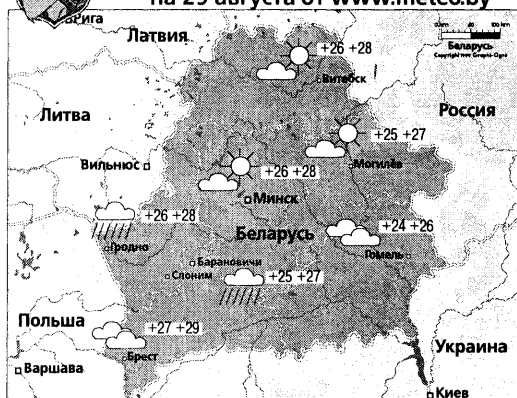 на 29 августа от www.meteo.by
Рига
Латвия
+26 +28
Беларусь
Витебск
Литва
Россия
+25 +27
Вильнюс
Могилёв
+26 +28
Минск
+26 +28
+24 +26
Гродно
Беларусь
Гомель
Барановичи
Слоним
+25 +27
Польша
+27 +29
Украина
Брест
Варшава
Киев